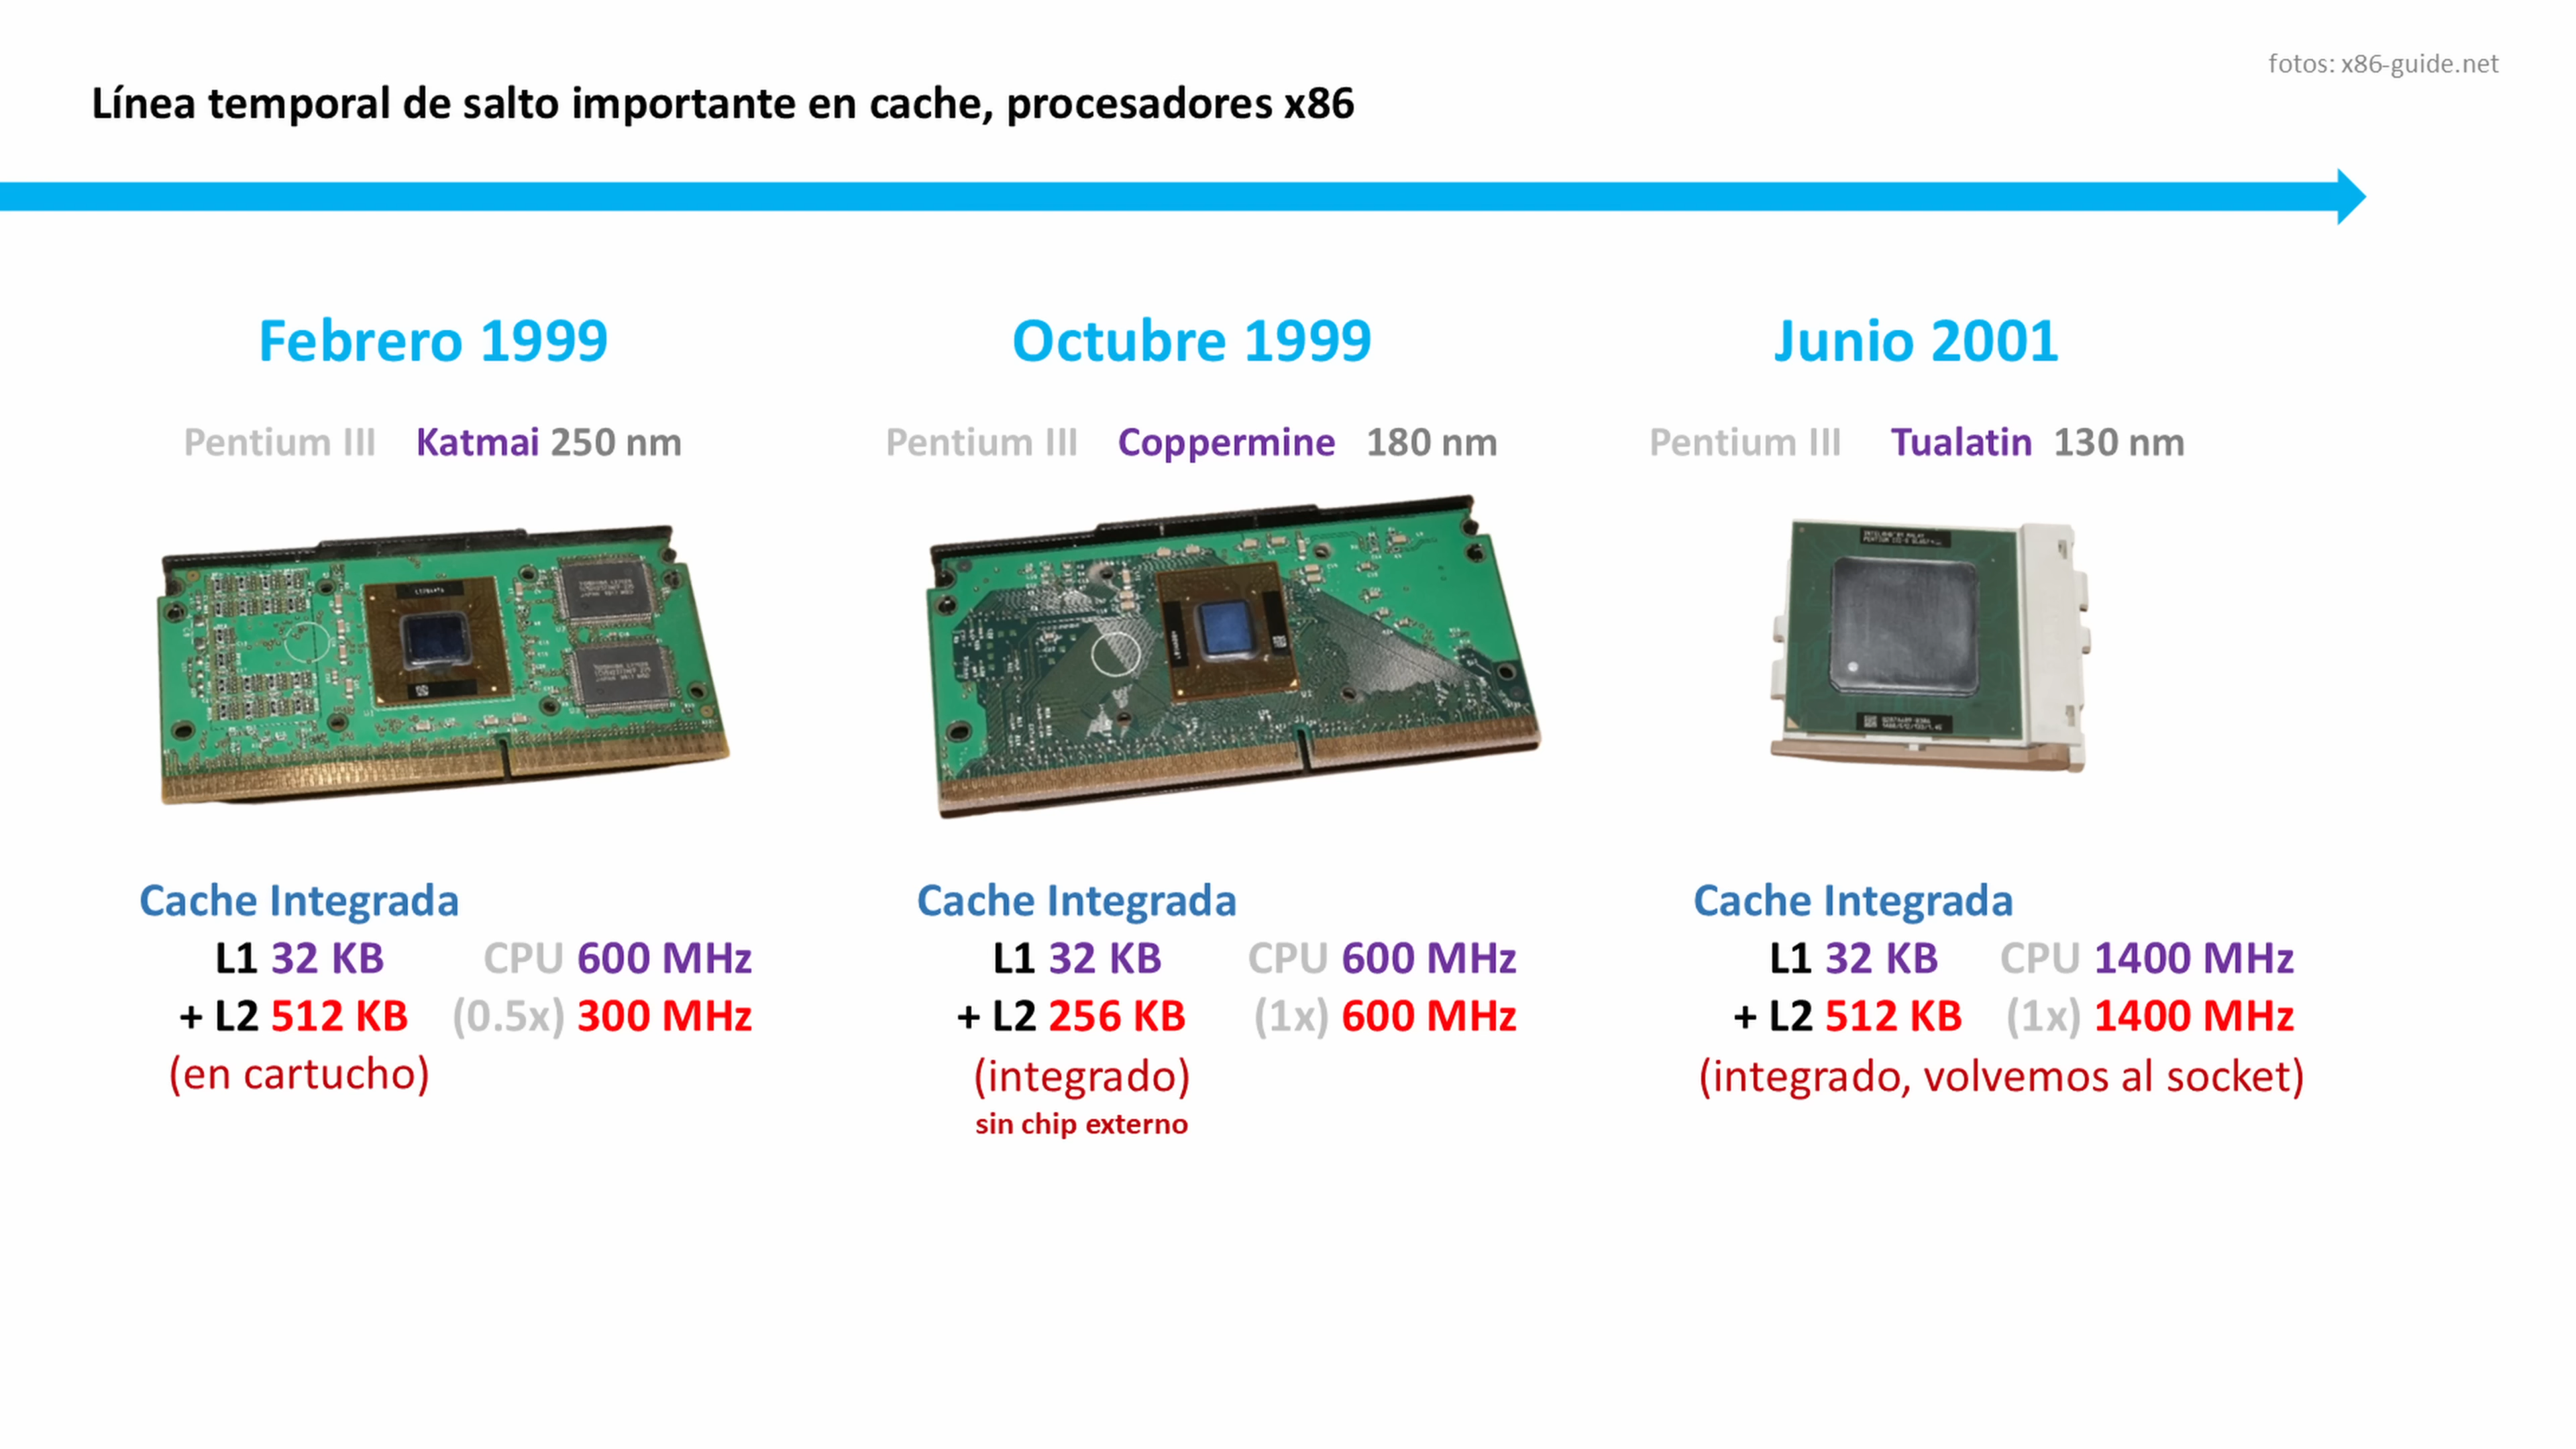 fotos: x86-guide.net
Línea temporal de salto importante en cache, procesadores x86
Febrero 1999
Pentium III Katmai 250 nm
Cache Integrada
L1 32 KB CPU 600 MHz
+ L2 512 KB (0.5x) 300 MHz
(en cartucho)
Octubre 1999
Pentium III Coppermine 180 nm
Cache Integrada
L1 32 KB CPU 600 MHz
+ L2 256 KB (1x) 600 MHz
(integrado)
sin chip externo
Junio 2001
Pentium III Tualatin 130 nm
Cache Integrada
L1 32 KB CPU 1400 MHz
+ L2 512 KB (1x) 1400 MHz
(integrado, volvemos al socket)